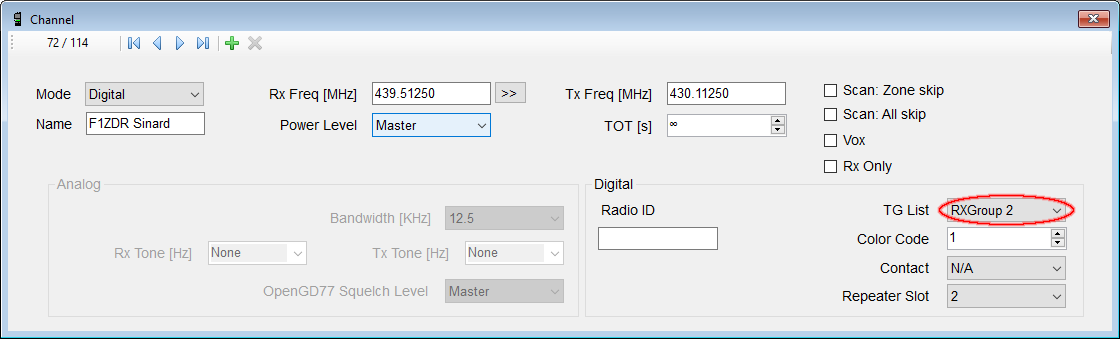 Channel
72 / 114
Mode Digital Rx Freq [MHz] 439.51250 >> Tx Freq [MHz] 430.11250 Scan: Zone skip
Scan: All skip
Name F1ZDR Sinard Power Level Master TOT [s] ∞
Vox
Rx Only
Analog Digital
Radio ID TG List RXGroup 2
Bandwidth [KHz] 12.5
Color Code 1
Rx Tone [Hz] None Tx Tone [Hz] None
Contact N/A
OpenGD77 Squelch Level Master Repeater Slot 2